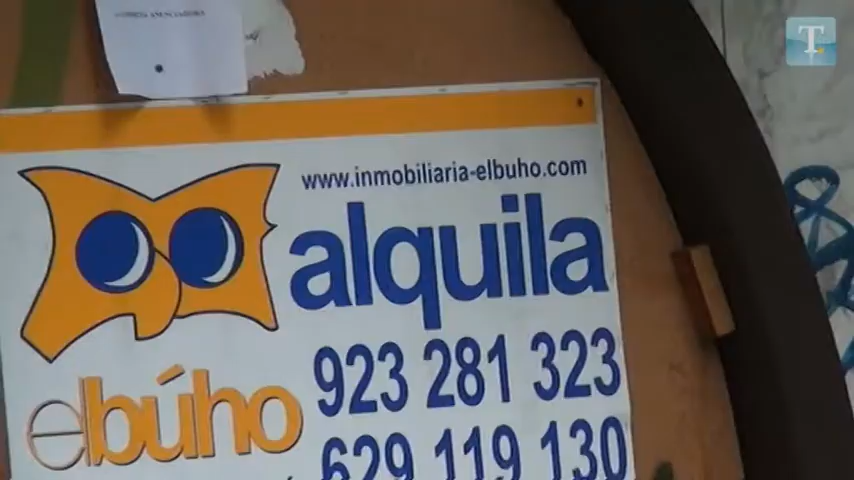 T.
www.inmobiliaria-elbuho.com
alquila
923 281 323
elbúho
629 119 130